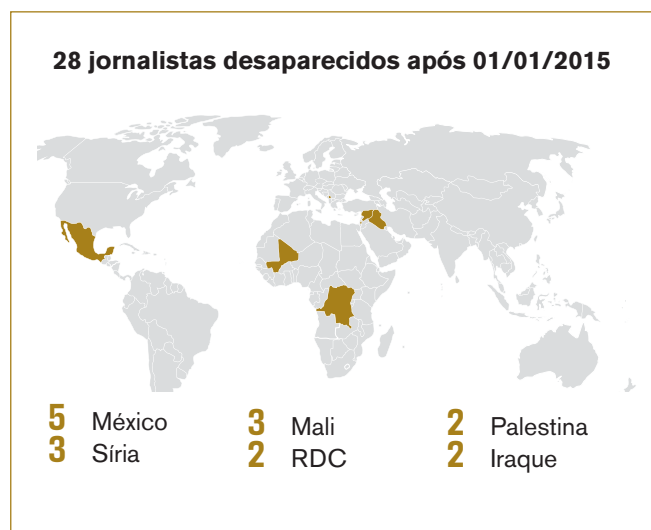 28 jornalistas desaparecidos após 01/01/2015
5 México
3 Síria
3 Mali
2 RDC
2 Palestina
2 Iraque